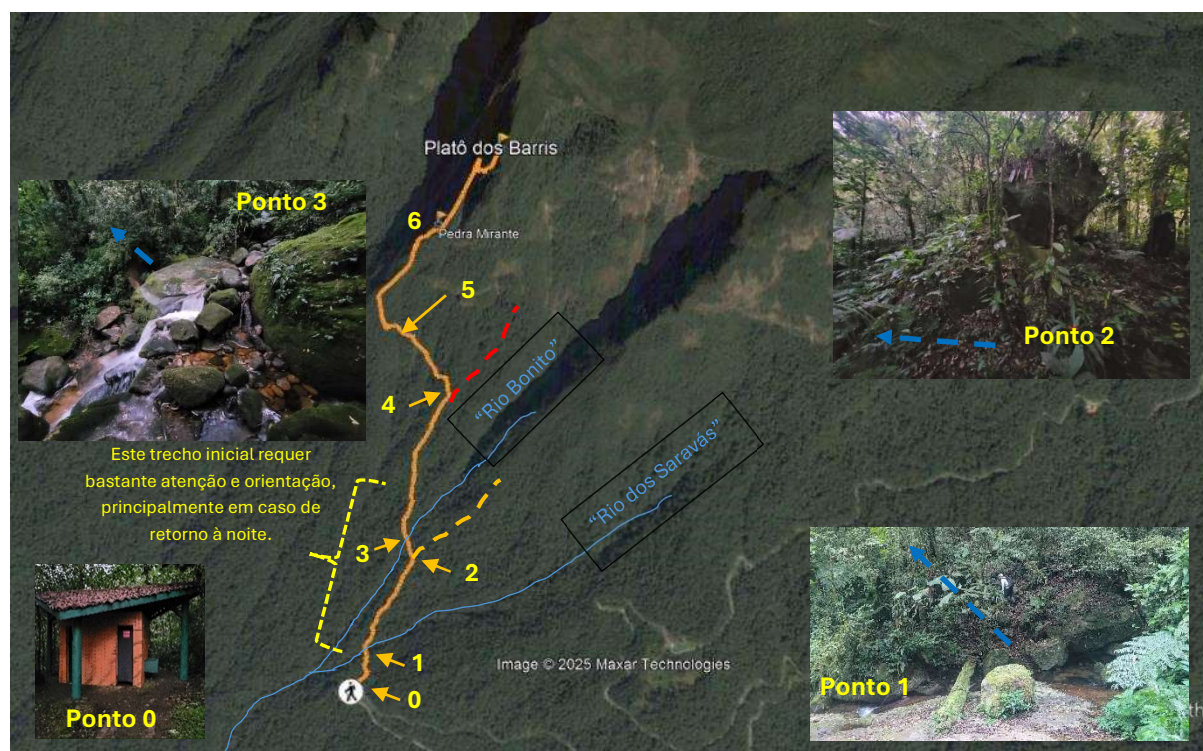 Platô dos Barris
6
Pedra Mirante
Ponto 3
Ponto 2
5
4
"Rio Bonito"
"Rio dos Saravás"
Este trecho inicial requer
bastante atenção e orientação,
principalmente em caso de
retorno à noite.
3
2
Ponto 0
1
0
Image © 2025 Maxar Technologies
Ponto 1